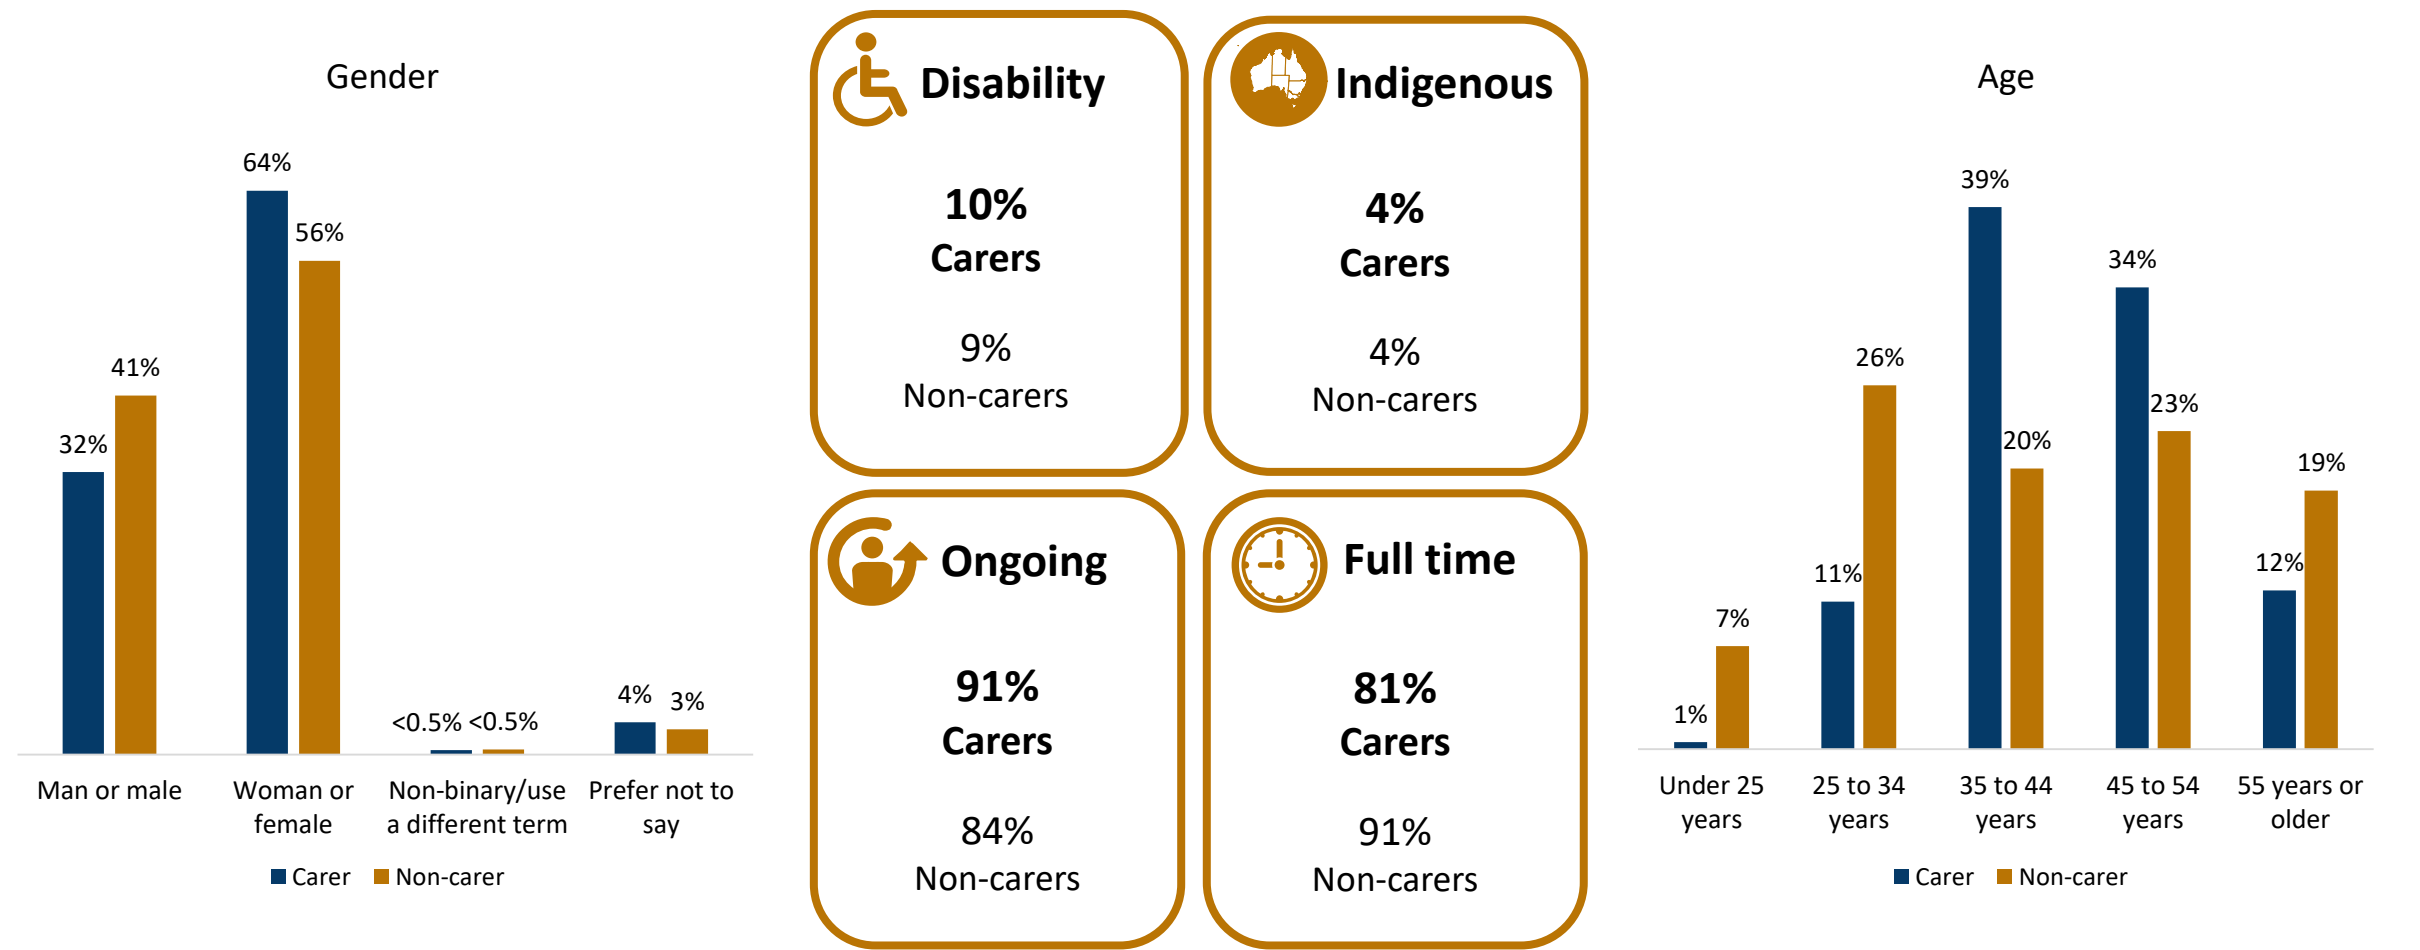 Gender
64%
56%
41%
32%
<0.5% <0.5%
4% 3%
Man or male
Woman or
female
Non-binary/use
a different term
Prefer not to
say
Carer Non-carer
Disability
10%
Carers
9%
Non-carers
Indigenous
4%
Carers
4%
Non-carers
Ongoing
91%
Carers
84%
Non-carers
Full time
81%
Carers
91%
Non-carers
Age
39%
34%
26%
23%
20%
19%
11%
12%
7%
1%
Under 25
years
25 to 34
years
35 to 44
years
45 to 54
years
55 years or
older
Carer Non-carer